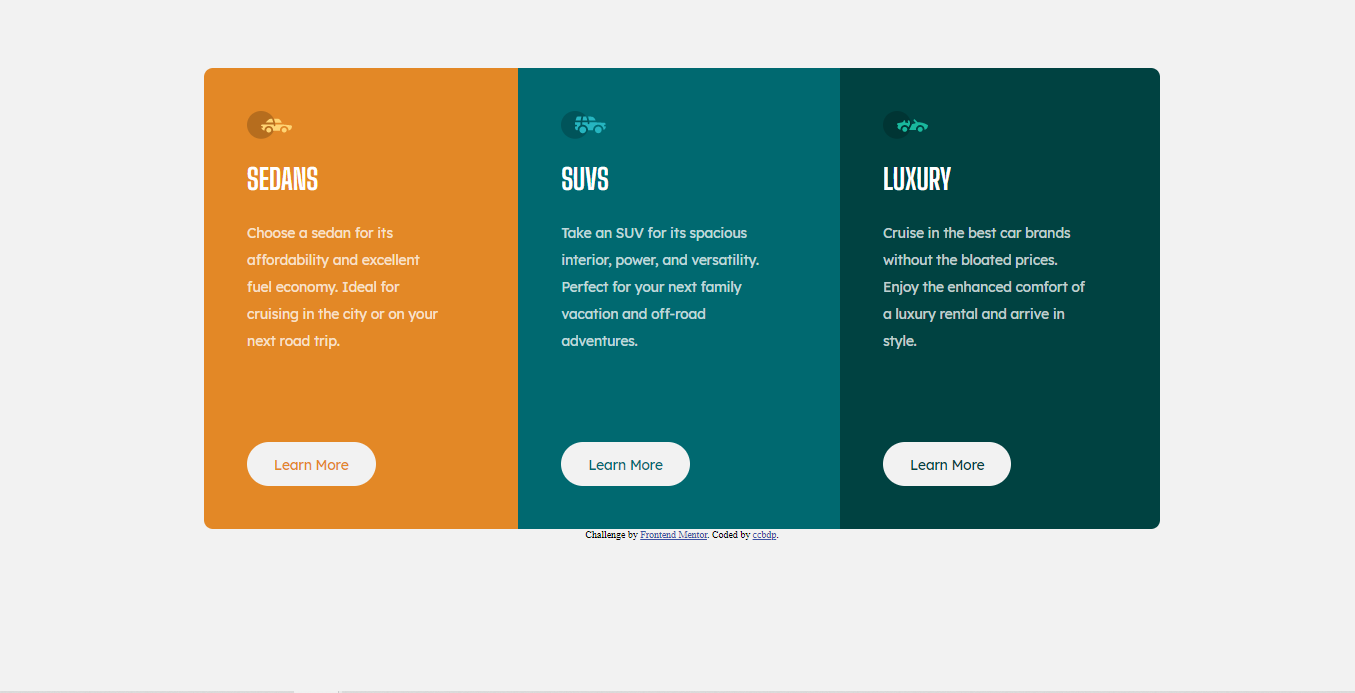 SEDANS
Choose a sedan for its
affordability and excellent
fuel economy. Ideal for
cruising in the city or on your
next road trip.
Learn More
SUVS
Take an SUV for its spacious
interior, power, and versatility.
Perfect for your next family
vacation and off-road
adventures.
Learn More
LUXURY
Cruise in the best car brands
without the bloated prices.
Enjoy the enhanced comfort of
a luxury rental and arrive in
style.
Learn More
Challenge by Frontend Mentor. Coded by ccbdp.